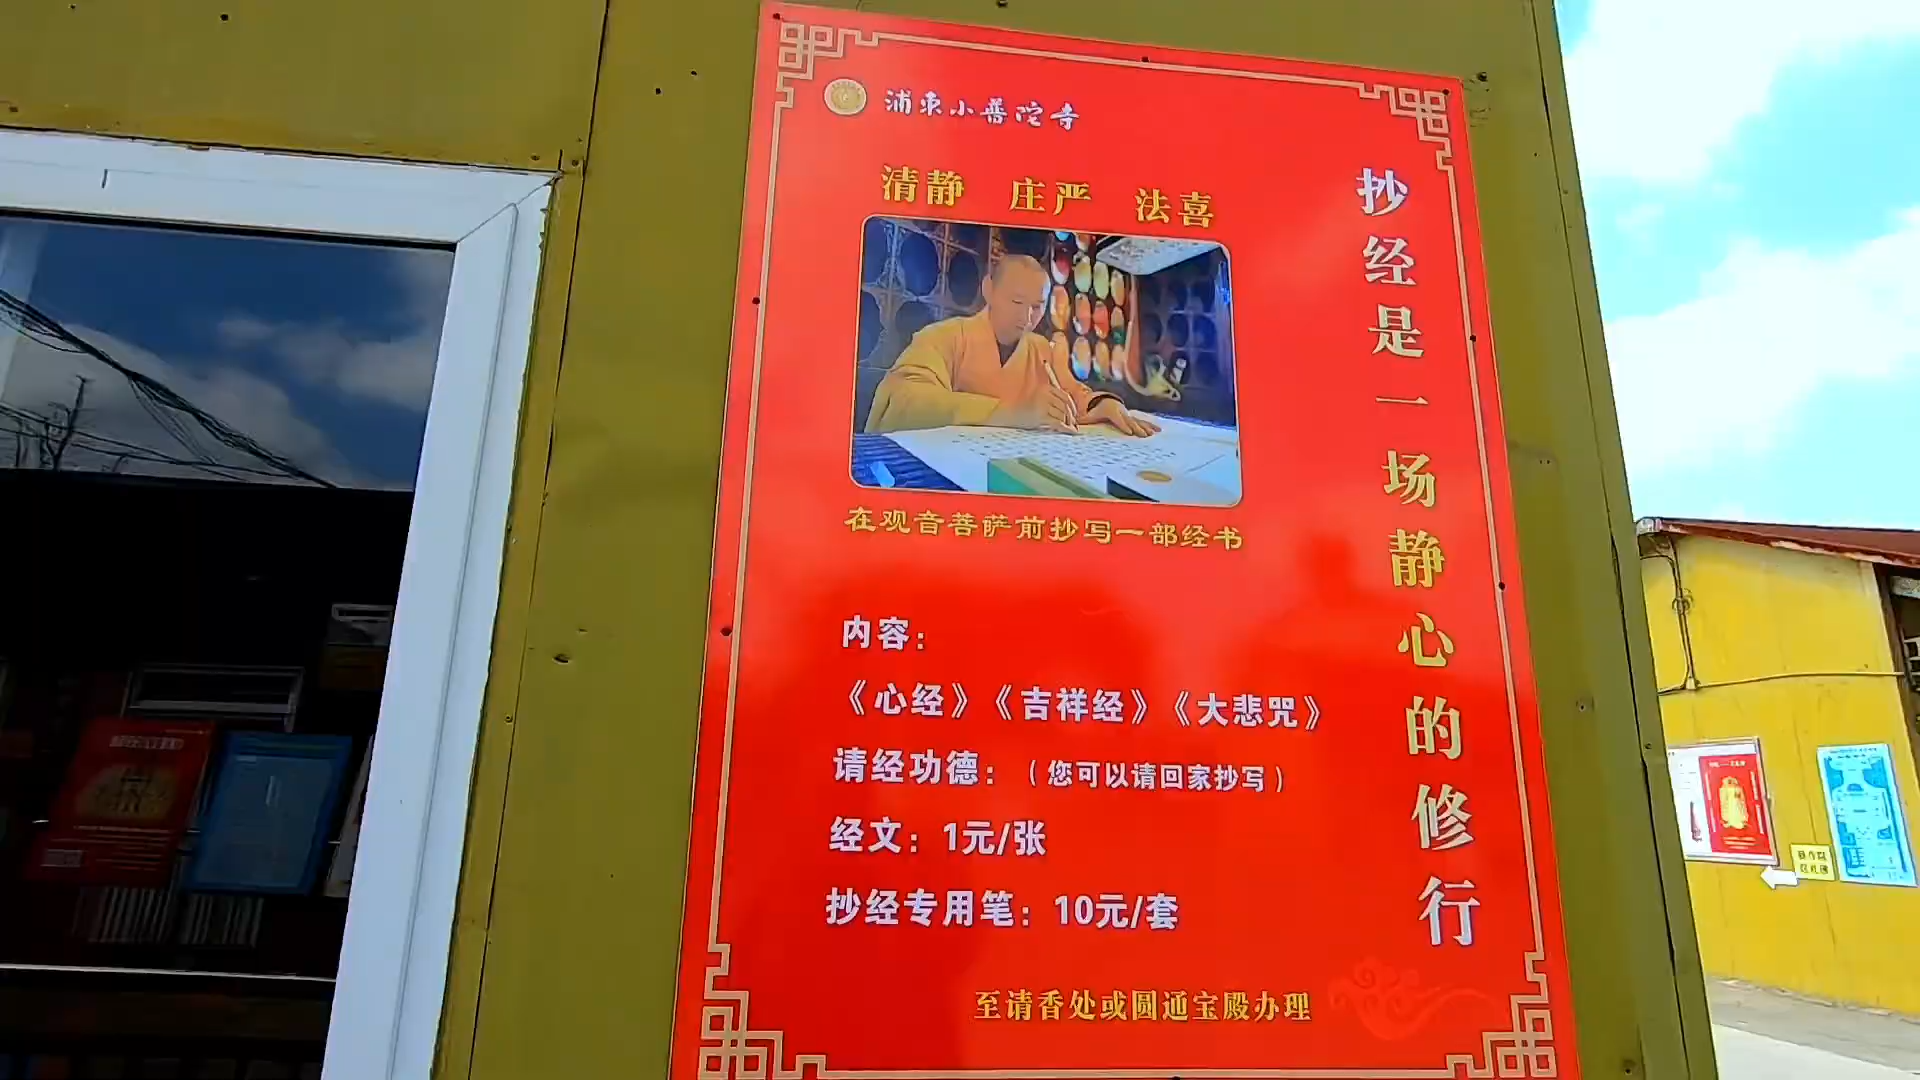 浦东小普陀寺
清静 庄严 法喜
抄经是一场静心的修行
在观音菩萨前抄写一部经书
内容：
《心经》《吉祥经》《大悲咒》
请经功德：（您可以请回家抄写）
经文：1元/张
抄经专用笔：10元/套
至请香处或圆通宝殿办理